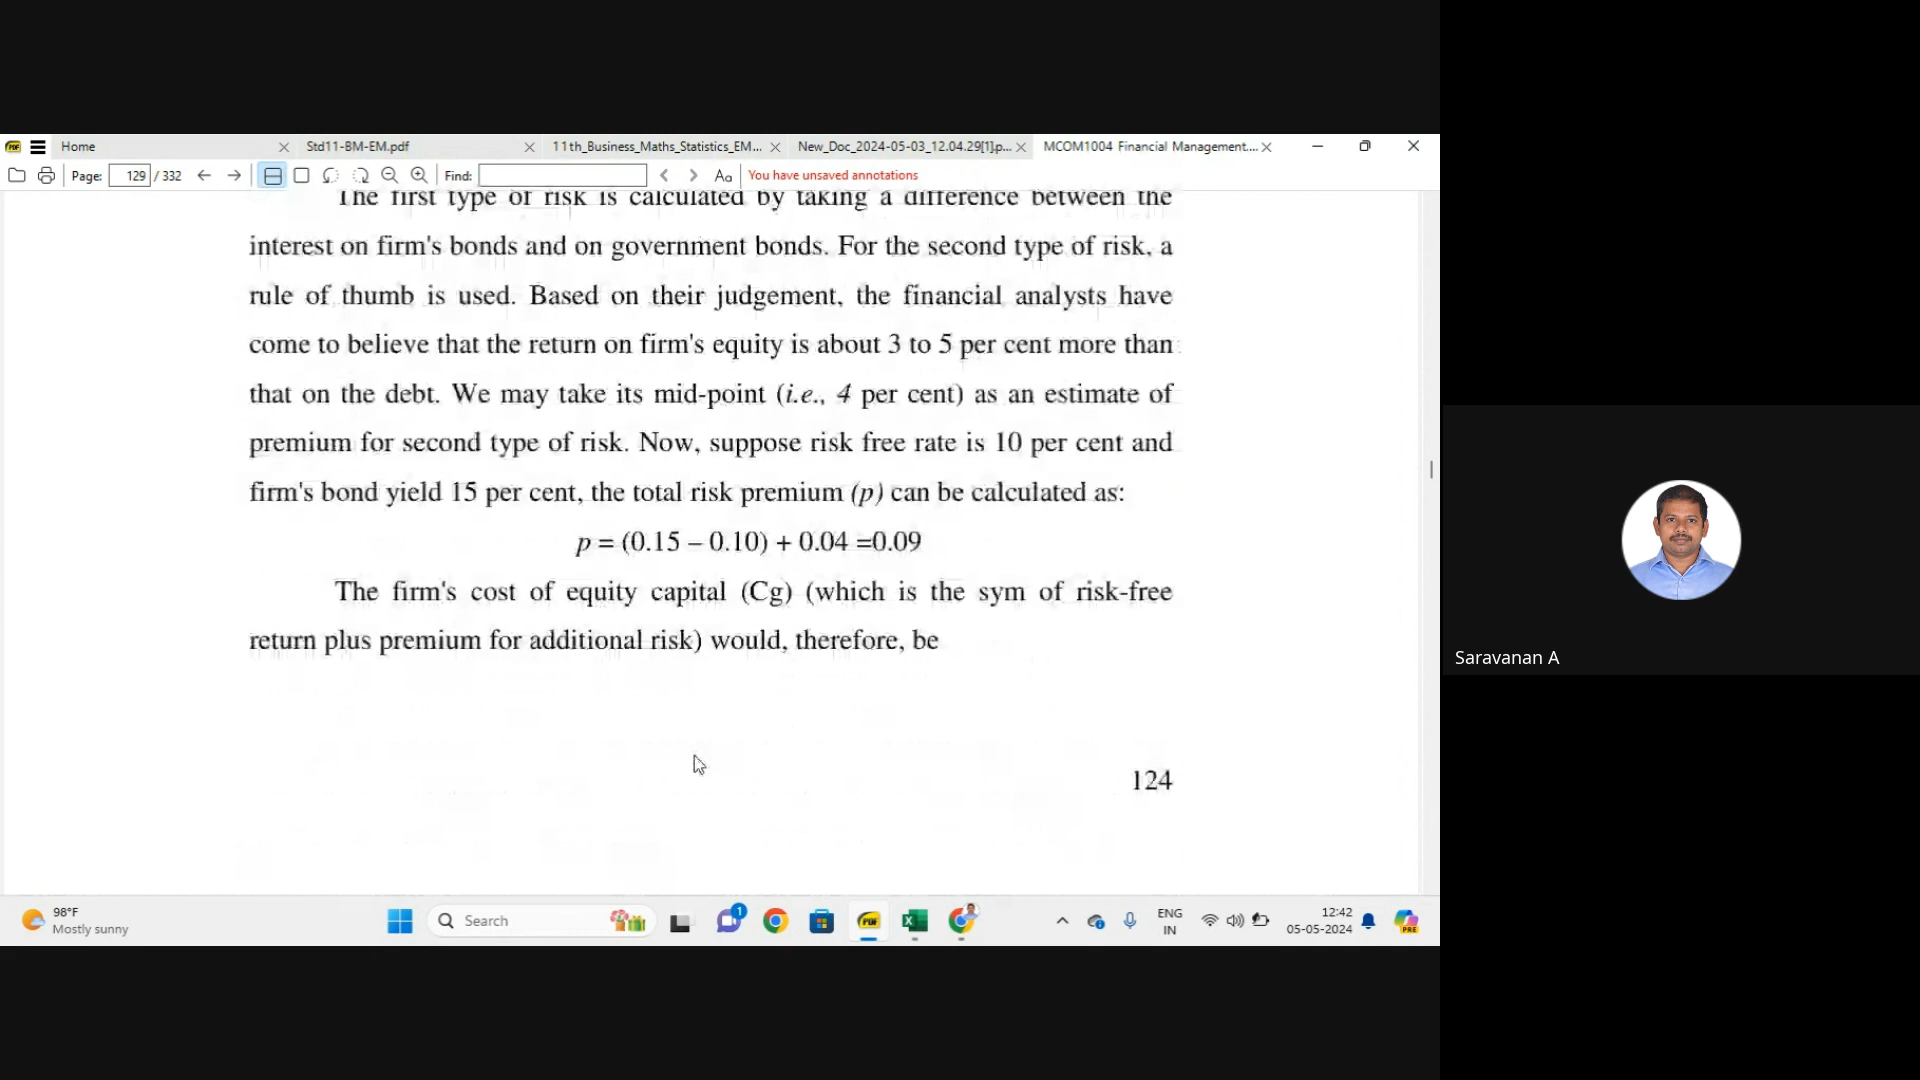 Home
Std11-BM-EM.pdf
11th_Business_Maths_Statistics_EM...
New_Doc_2024-05-03_12.04.29[1].p...
MCOM1004 Financial Management....
Page: 129 / 332
Find:
Aa
You have unsaved annotations
The first type of risk is calculated by taking a difference between the
interest on firm's bonds and on government bonds. For the second type of risk, a
rule of thumb is used. Based on their judgement, the financial analysts have
come to believe that the return on firm's equity is about 3 to 5 per cent more than
that on the debt. We may take its mid-point (i.e., 4 per cent) as an estimate of
premium for second type of risk. Now, suppose risk free rate is 10 per cent and
firm's bond yield 15 per cent, the total risk premium (p) can be calculated as:
p = (0.15 – 0.10) + 0.04 =0.09
The firm's cost of equity capital (Cg) (which is the sym of risk-free
return plus premium for additional risk) would, therefore, be
124
Saravanan A
98°F
Mostly sunny
Search
1
PDF
ENG
IN
12:42
05-05-2024
PRE